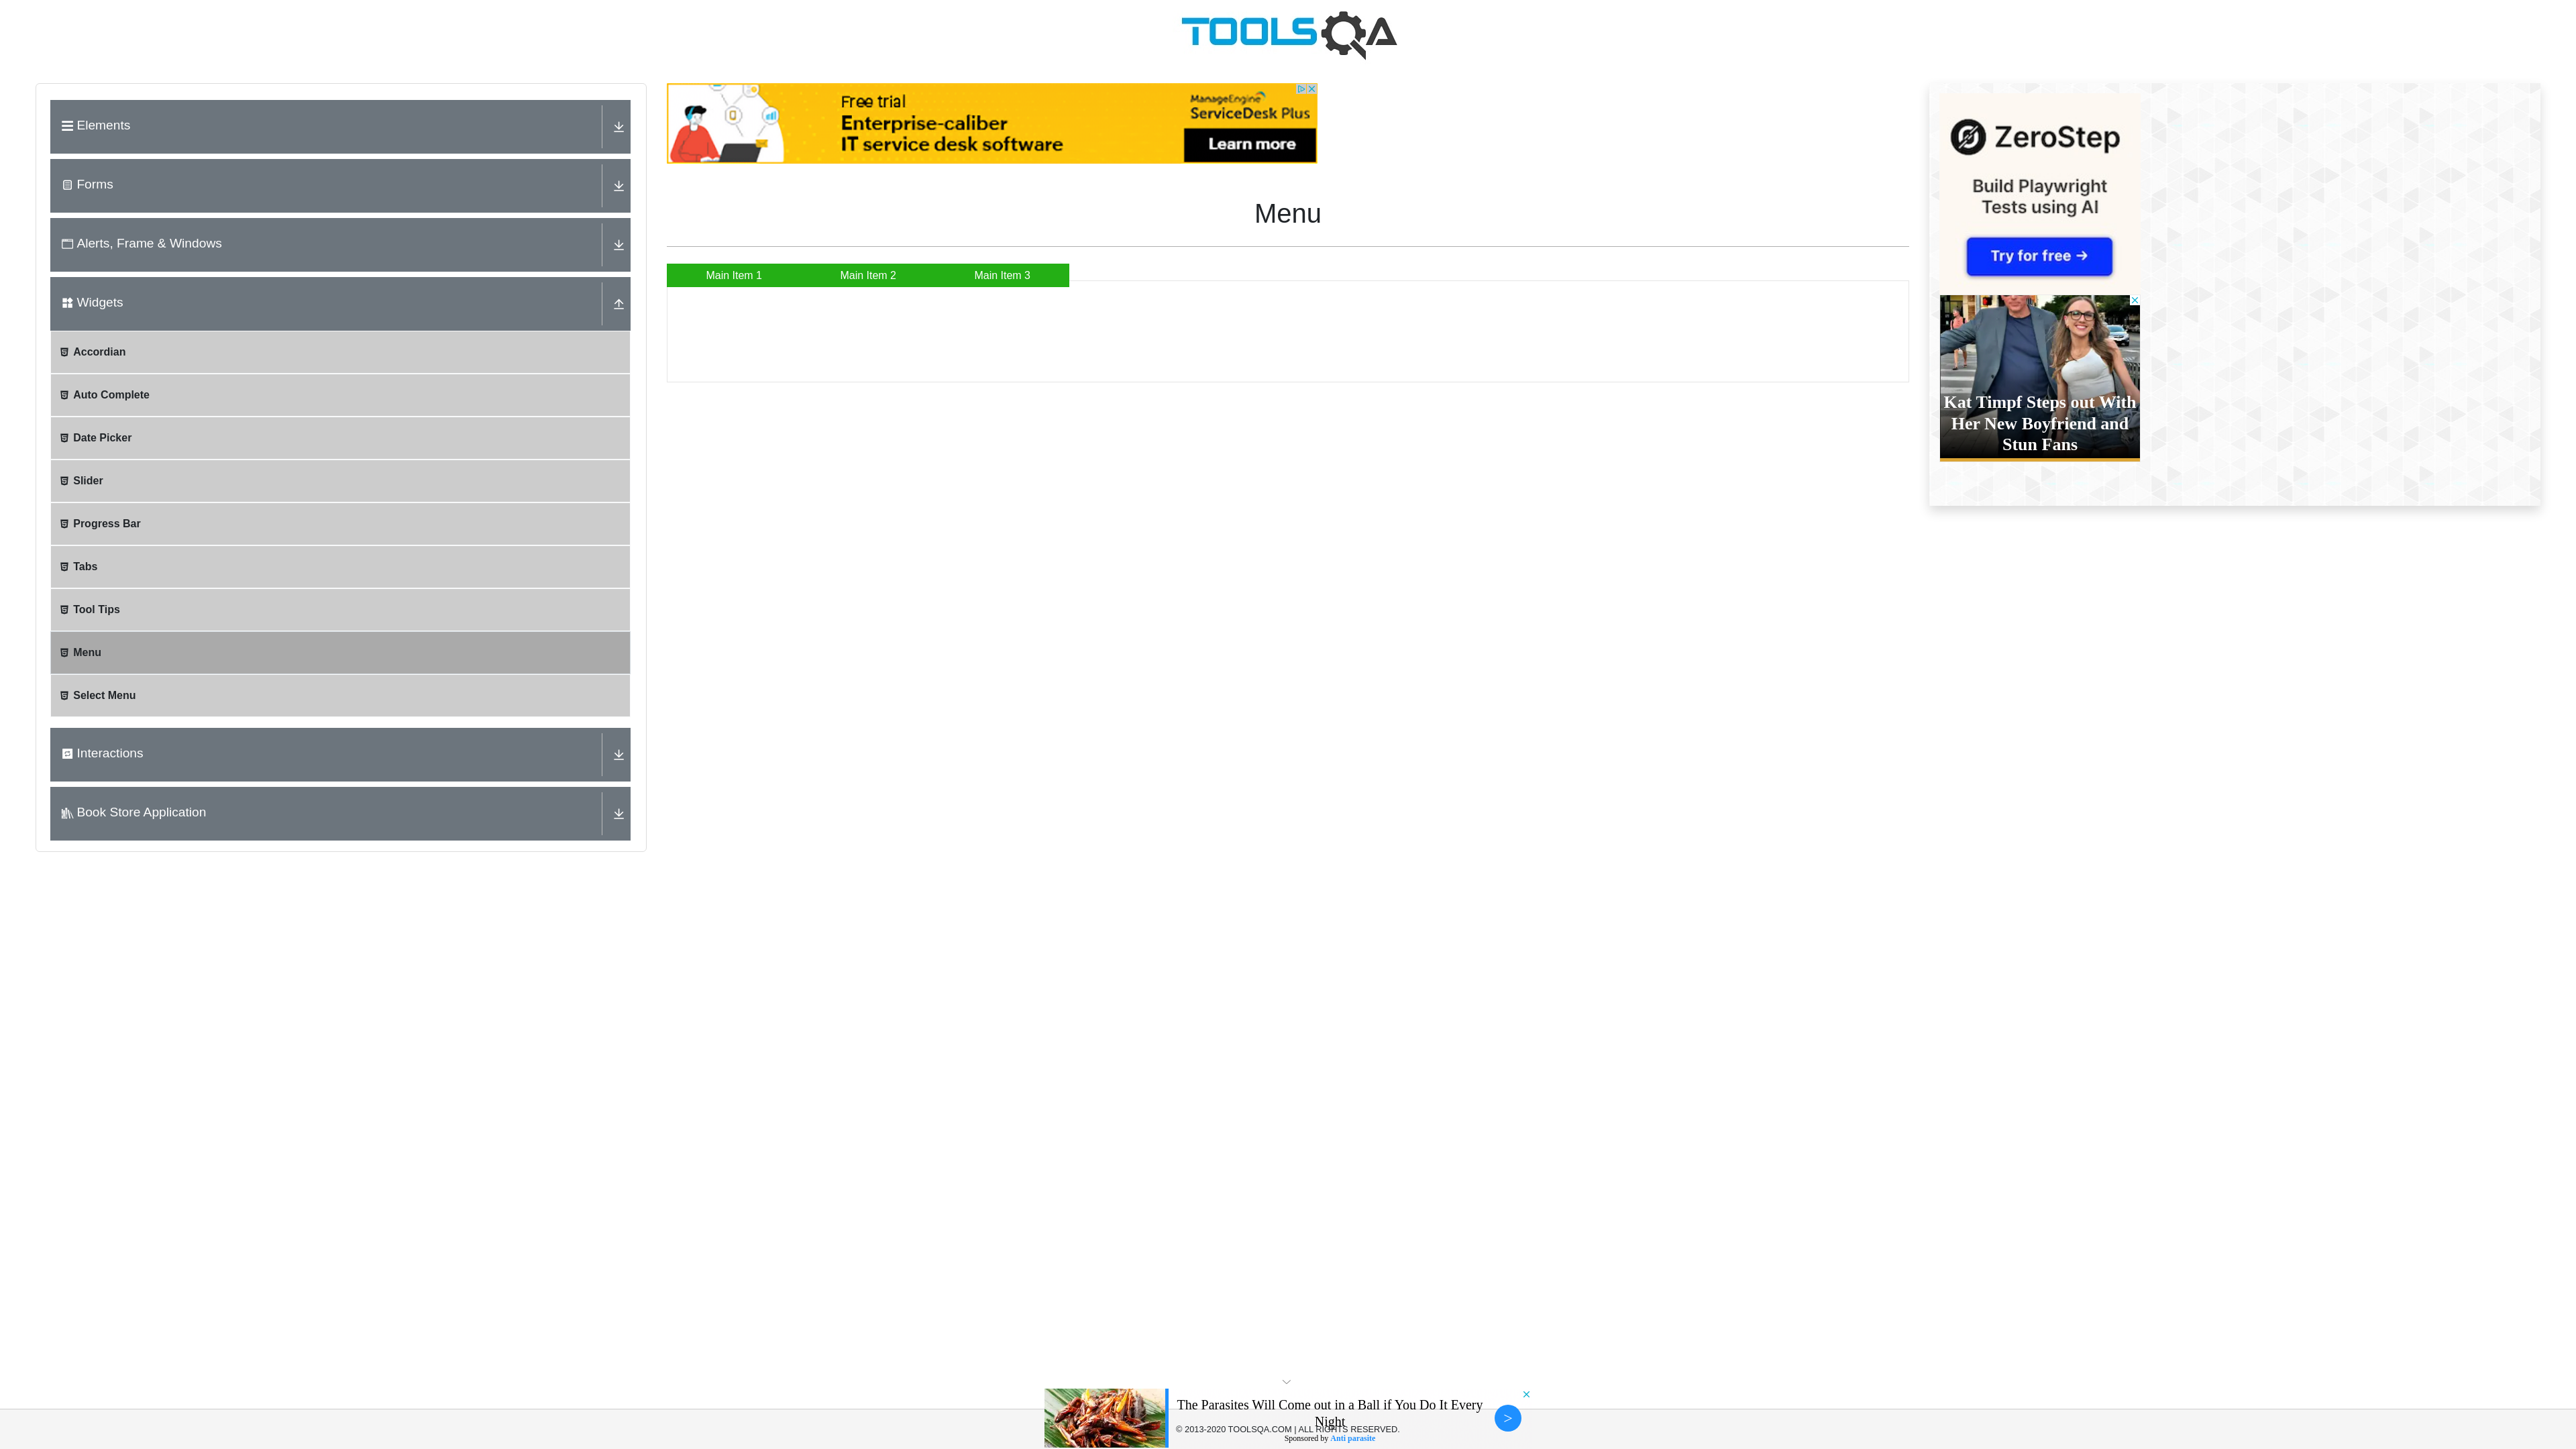 TOOLSQA
Elements
Forms
Alerts, Frame & Windows
Widgets
Accordian
Auto Complete
Date Picker
Slider
Progress Bar
Tabs
Tool Tips
Menu
Select Menu
Interactions
Book Store Application
Free trial
Enterprise-caliber
IT service desk software
ManageEngine
ServiceDesk Plus
Learn more
Menu
Main Item 1
Main Item 2
Main Item 3
ZeroStep
Build Playwright
Tests using AI
Try for free →
Kat Timpf Steps out With
Her New Boyfriend and
Stun Fans
The Parasites Will Come out in a Ball if You Do It Every
Night
© 2013-2020 TOOLSQA.COM | ALL RIGHTS RESERVED.
Sponsored by Anti parasite